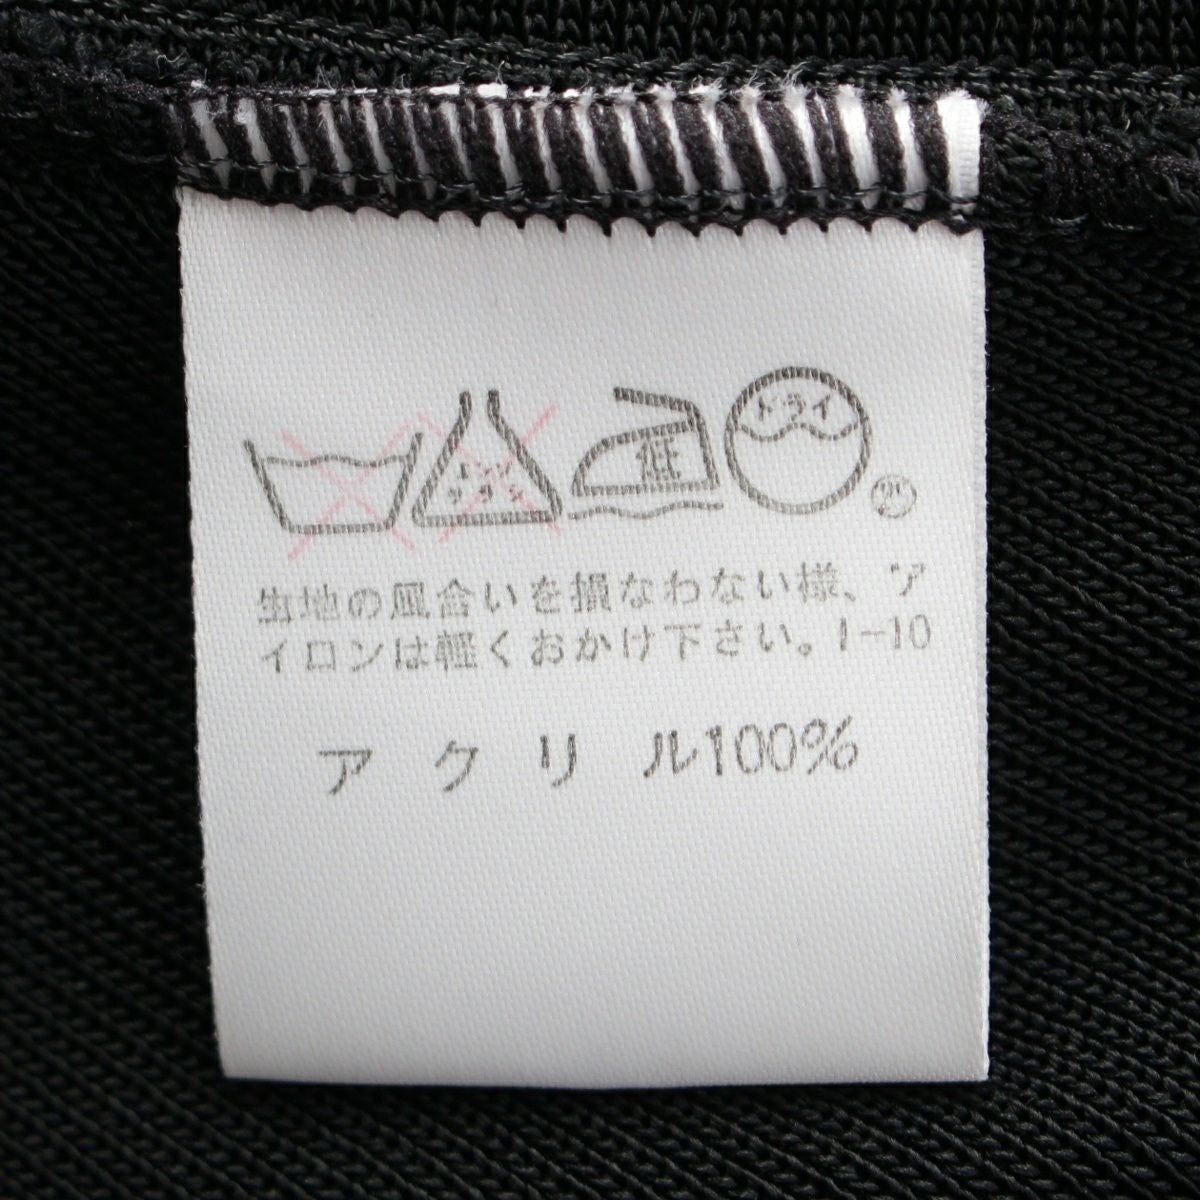 エンソ サラシ 低 ドライ
生地の風合いを損なわない様、ア
イロンは軽くおかけ下さい。1-10
アクリル100%